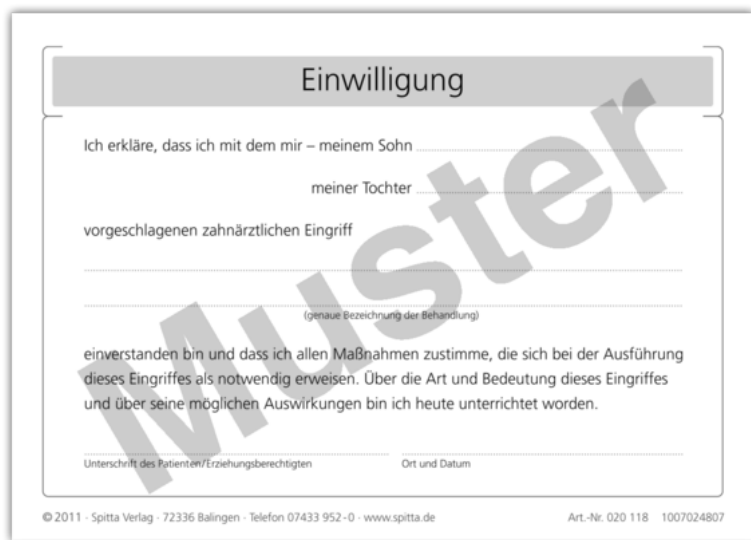 Einwilligung
Ich erkläre, dass ich mit dem mir – meinem Sohn
meiner Tochter
vorgeschlagenen zahnärztlichen Eingriff
(genaue Bezeichnung der Behandlung)
einverstanden bin und dass ich allen Maßnahmen zustimme, die sich bei der Ausführung
dieses Eingriffes als notwendig erweisen. Über die Art und Bedeutung dieses Eingriffes
und über seine möglichen Auswirkungen bin ich heute unterrichtet worden.
Unterschrift des Patienten/Erziehungsberechtigten Ort und Datum
© 2011 · Spitta Verlag · 72336 Balingen · Telefon 07433 952-0 · www.spitta.de Art.-Nr. 020 118 1007024807
Muster